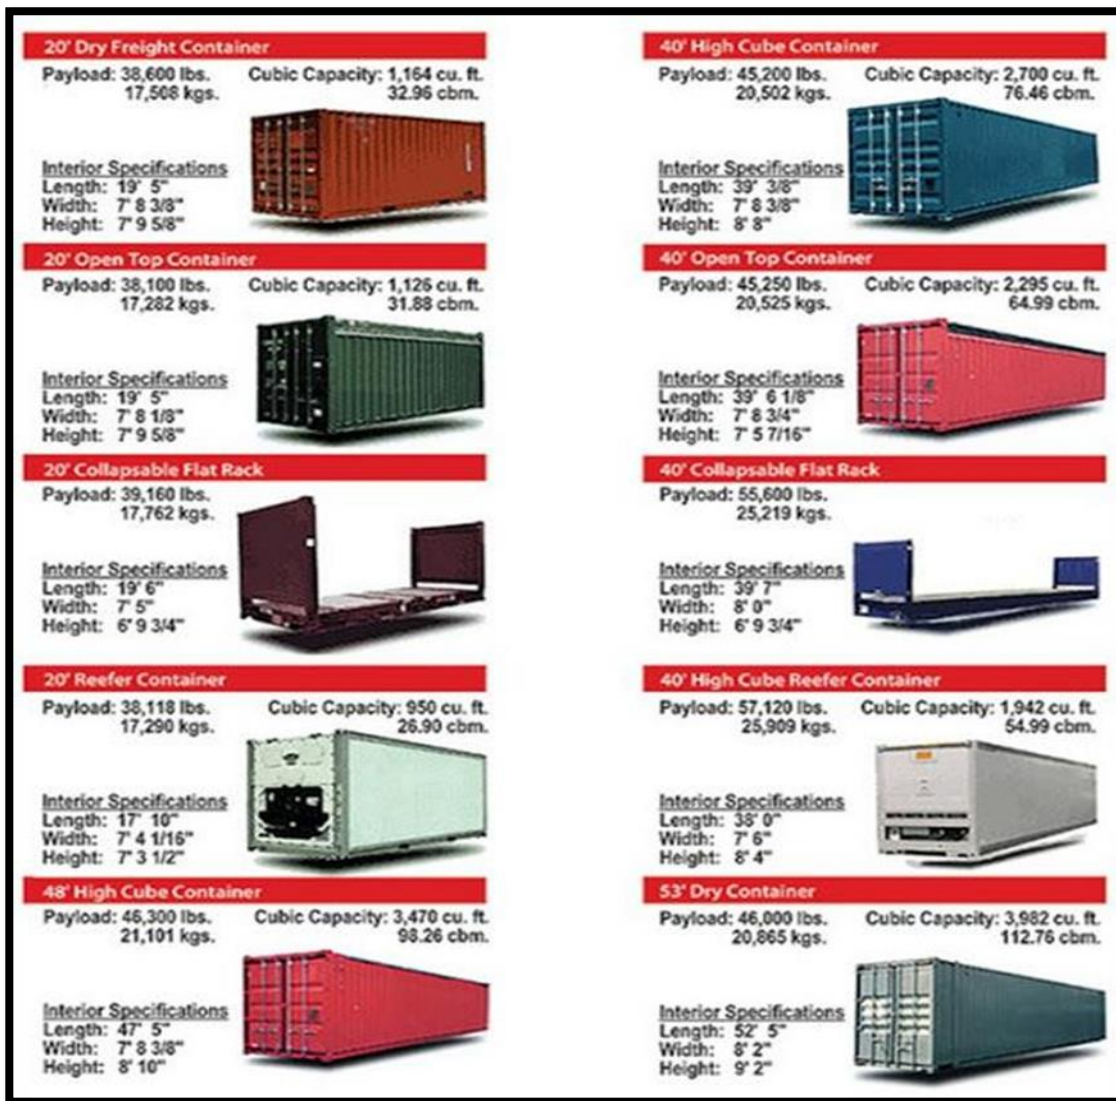 20' Dry Freight Container
Payload: 38,600 lbs. Cubic Capacity: 1,164 cu. ft.
17,508 kgs. 32.96 cbm.
Interior Specifications
Length: 19' 5"
Width: 7' 8 3/8"
Height: 7' 9 5/8"
20' Open Top Container
Payload: 38,100 lbs. Cubic Capacity: 1,126 cu. ft.
17,282 kgs. 31.88 cbm.
Interior Specifications
Length: 19' 5"
Width: 7' 8 1/8"
Height: 7' 9 5/8"
20' Collapsable Flat Rack
Payload: 39,160 lbs.
17,762 kgs.
Interior Specifications
Length: 19' 6"
Width: 7' 5"
Height: 6' 9 3/4"
20' Reefer Container
Payload: 38,118 lbs. Cubic Capacity: 950 cu. ft.
17,290 kgs. 26.90 cbm.
Interior Specifications
Length: 17' 10"
Width: 7' 4 1/16"
Height: 7' 3 1/2"
48' High Cube Container
Payload: 46,300 lbs. Cubic Capacity: 3,470 cu. ft.
21,101 kgs. 98.26 cbm.
Interior Specifications
Length: 47' 5"
Width: 7' 8 3/8"
Height: 8' 10"
40' High Cube Container
Payload: 45,200 lbs. Cubic Capacity: 2,700 cu. ft.
20,502 kgs. 76.46 cbm.
Interior Specifications
Length: 39' 3/8"
Width: 7' 8 3/8"
Height: 8' 8"
40' Open Top Container
Payload: 45,250 lbs. Cubic Capacity: 2,295 cu. ft.
20,525 kgs. 64.99 cbm.
Interior Specifications
Length: 39' 6 1/8"
Width: 7' 8 3/4"
Height: 7' 5 7/16"
40' Collapsable Flat Rack
Payload: 55,600 lbs.
25,219 kgs.
Interior Specifications
Length: 39' 7"
Width: 8' 0"
Height: 6' 9 3/4"
40' High Cube Reefer Container
Payload: 57,120 lbs. Cubic Capacity: 1,942 cu. ft.
25,909 kgs. 54.99 cbm.
Interior Specifications
Length: 38' 0"
Width: 7' 6"
Height: 8' 4"
53' Dry Container
Payload: 46,000 lbs. Cubic Capacity: 3,982 cu. ft.
20,865 kgs. 112.76 cbm.
Interior Specifications
Length: 52' 5"
Width: 8' 2"
Height: 9' 2"